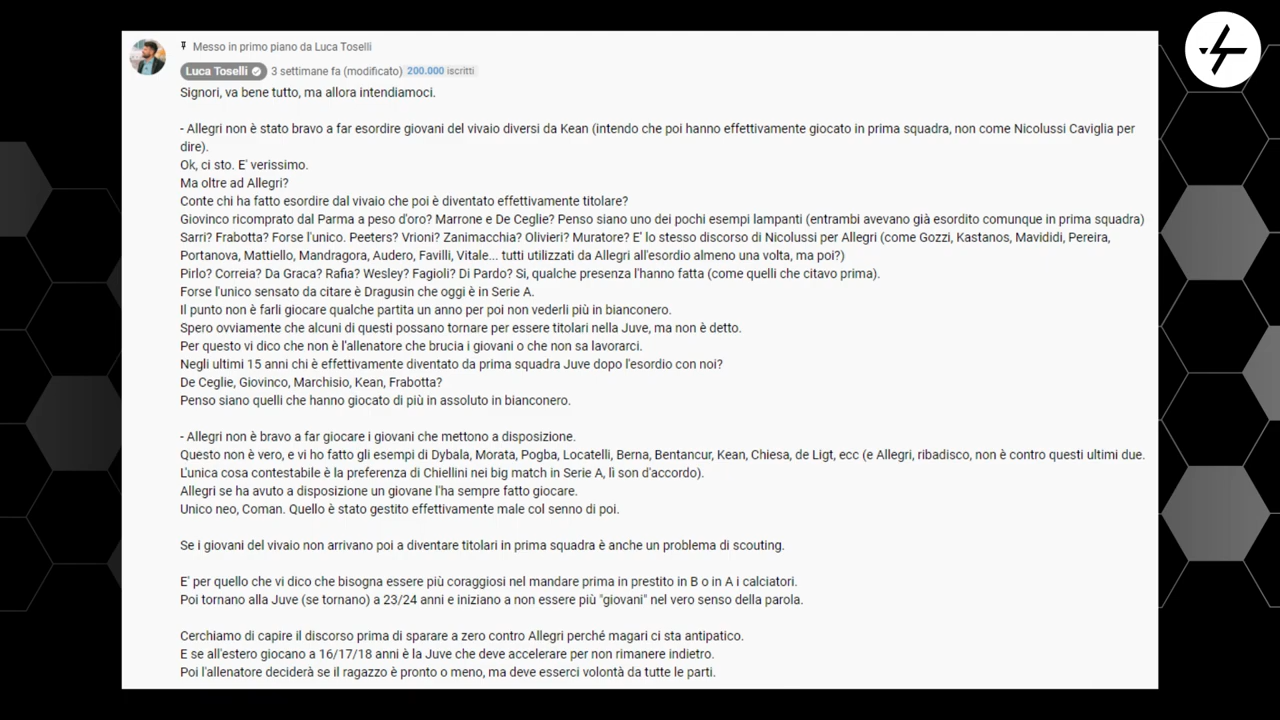 Messo in primo piano da Luca Toselli
Luca Toselli 3 settimane fa (modificato) 200.000 iscritti
Signori, va bene tutto, ma allora intendiamoci.
- Allegri non è stato bravo a far esordire giovani del vivaio diversi da Kean (intendo che poi hanno effettivamente giocato in prima squadra, non come Nicolussi Caviglia per
dire).
Ok, ci sto. E' verissimo.
Ma oltre ad Allegri?
Conte chi ha fatto esordire dal vivaio che poi è diventato effettivamente titolare?
Giovinco ricomprato dal Parma a peso d'oro? Marrone e De Ceglie? Penso siano uno dei pochi esempi lampanti (entrambi avevano già esordito comunque in prima squadra)
Sarri? Frabotta? Forse l'unico. Peeters? Vrioni? Zanimacchia? Olivieri? Muratore? E' lo stesso discorso di Nicolussi per Allegri (come Gozzi, Kastanos, Mavididi, Pereira,
Portanova, Mattiello, Mandragora, Audero, Favilli, Vitale... tutti utilizzati da Allegri all'esordio almeno una volta, ma poi?)
Pirlo? Correia? Da Graca? Rafia? Wesley? Fagioli? Di Pardo? Si, qualche presenza l'hanno fatta (come quelli che citavo prima).
Forse l'unico sensato da citare è Dragusin che oggi è in Serie A.
Il punto non è farli giocare qualche partita un anno per poi non vederli più in bianconero.
Spero ovviamente che alcuni di questi possano tornare per essere titolari nella Juve, ma non è detto.
Per questo vi dico che non è l'allenatore che brucia i giovani o che non sa lavorarci.
Negli ultimi 15 anni chi è effettivamente diventato da prima squadra Juve dopo l'esordio con noi?
De Ceglie, Giovinco, Marchisio, Kean, Frabotta?
Penso siano quelli che hanno giocato di più in assoluto in bianconero.
- Allegri non è bravo a far giocare i giovani che mettono a disposizione.
Questo non è vero, e vi ho fatto gli esempi di Dybala, Morata, Pogba, Locatelli, Berna, Bentancur, Kean, Chiesa, de Ligt, ecc (e Allegri, ribadisco, non è contro questi ultimi due.
L'unica cosa contestabile è la preferenza di Chiellini nei big match in Serie A, lì son d'accordo).
Allegri se ha avuto a disposizione un giovane l'ha sempre fatto giocare.
Unico neo, Coman. Quello è stato gestito effettivamente male col senno di poi.
Se i giovani del vivaio non arrivano poi a diventare titolari in prima squadra è anche un problema di scouting.
E' per quello che vi dico che bisogna essere più coraggiosi nel mandare prima in prestito in B o in A i calciatori.
Poi tornano alla Juve (se tornano) a 23/24 anni e iniziano a non essere più "giovani" nel vero senso della parola.
Cerchiamo di capire il discorso prima di sparare a zero contro Allegri perché magari ci sta antipatico.
E se all'estero giocano a 16/17/18 anni è la Juve che deve accelerare per non rimanere indietro.
Poi l'allenatore deciderà se il ragazzo è pronto o meno, ma deve esserci volontà da tutte le parti.